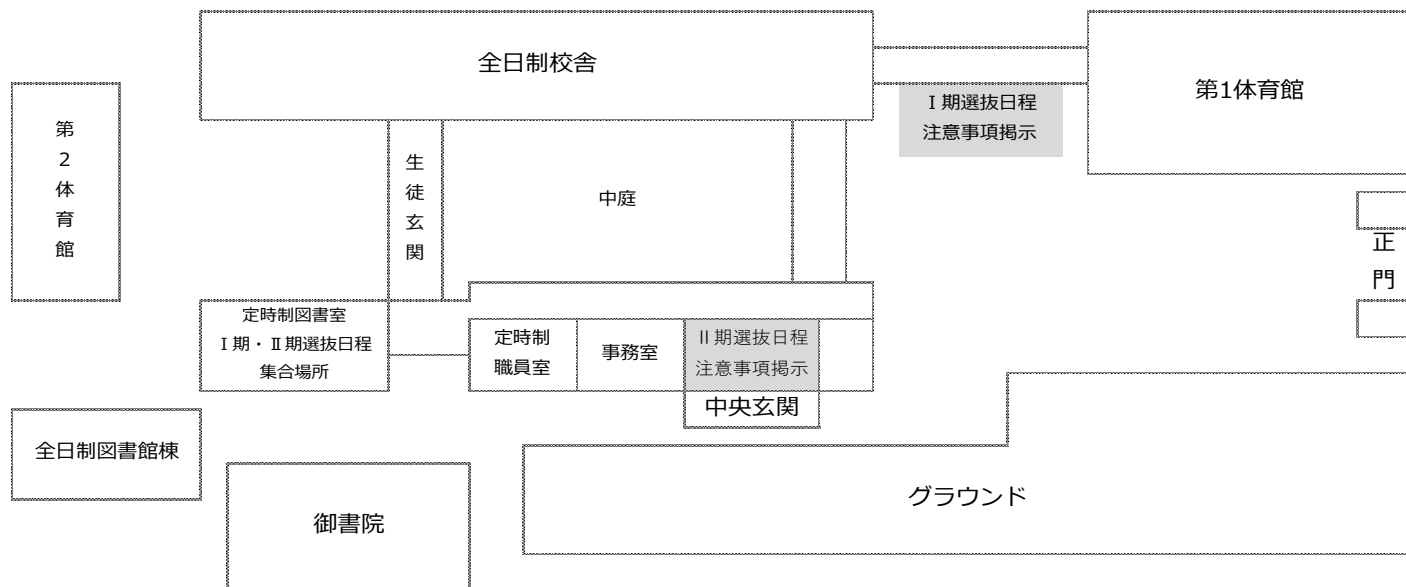 全日制校舎
Ⅰ期選抜日程
注意事項掲示
第1体育館
第2体育館
生徒玄関
中庭
正門
定時制図書室
Ⅰ期・Ⅱ期選抜日程
集合場所
定時制
職員室
事務室
Ⅱ期選抜日程
注意事項掲示
中央玄関
全日制図書館棟
御書院
グラウンド